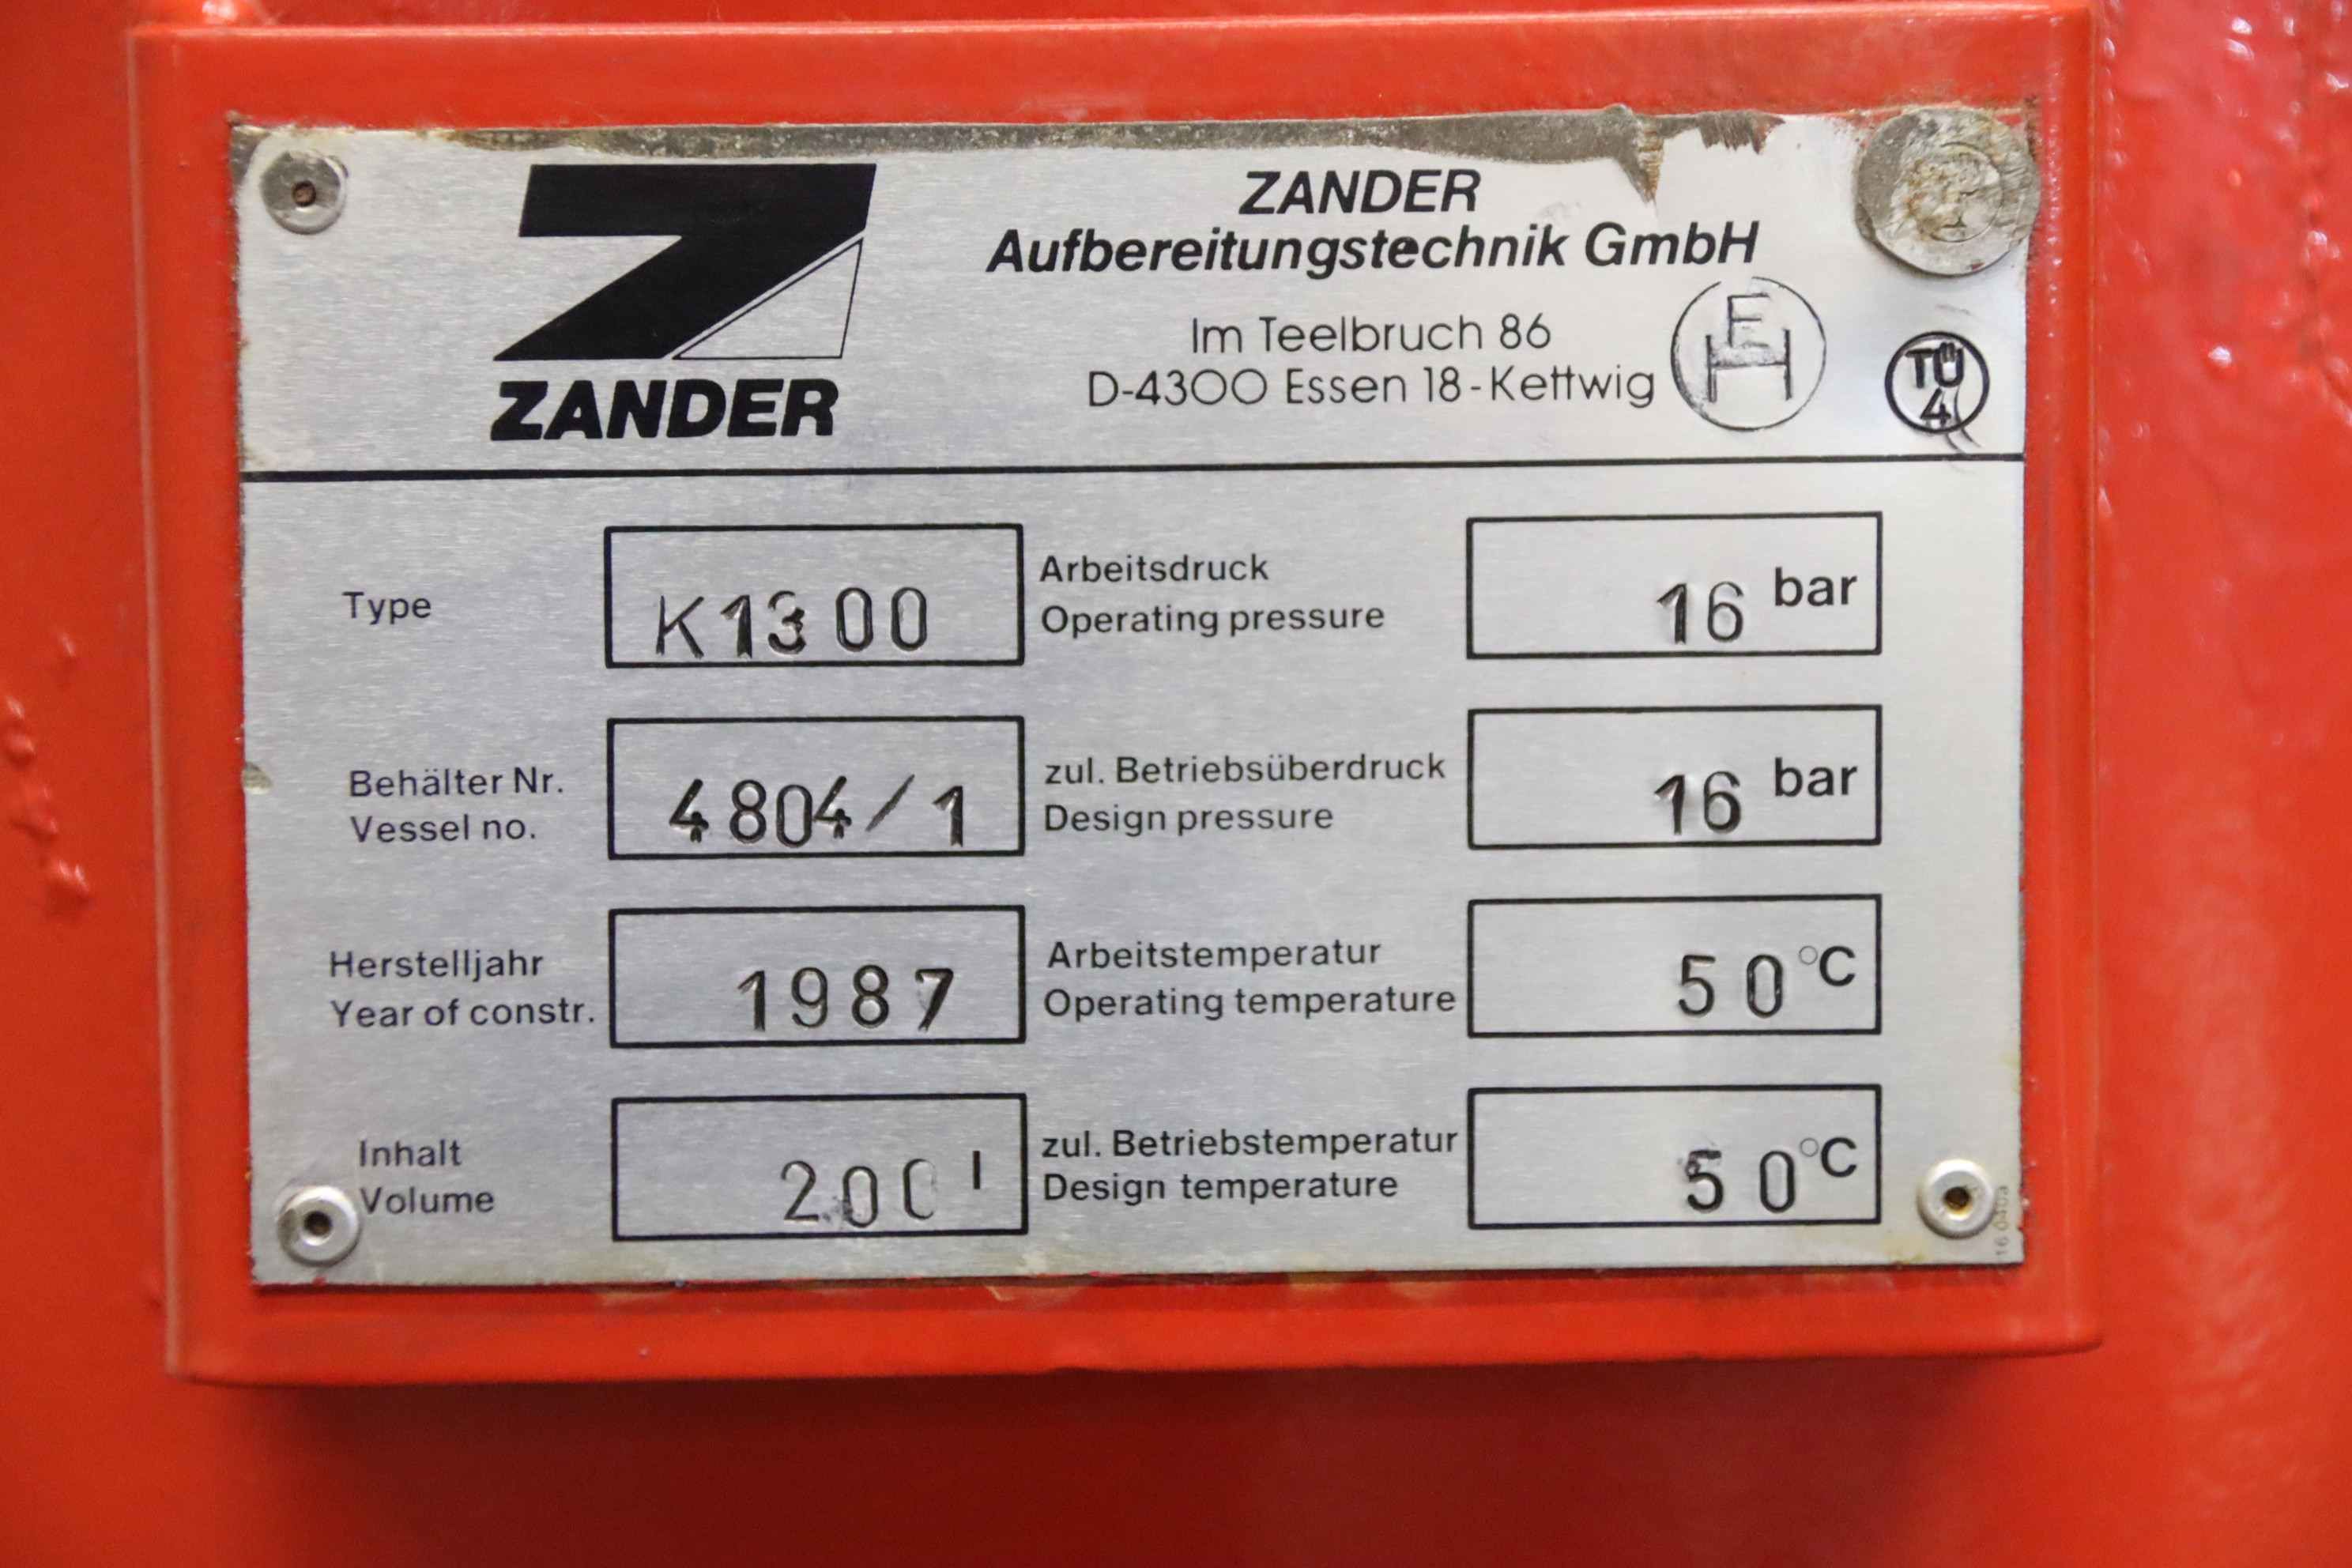 ZANDER
ZANDER
Aufbereitungstechnik GmbH
Im Teelbruch 86
D-4300 Essen 18-Kettwig
E
H
TÜ
4
Type
K1300
Arbeitsdruck
Operating pressure
16 bar
Behälter Nr.
Vessel no.
4804/1
zul. Betriebsüberdruck
Design pressure
16 bar
Herstelljahr
Year of constr.
1987
Arbeitstemperatur
Operating temperature
50 °C
Inhalt
Volume
200 l
zul. Betriebstemperatur
Design temperature
50 °C